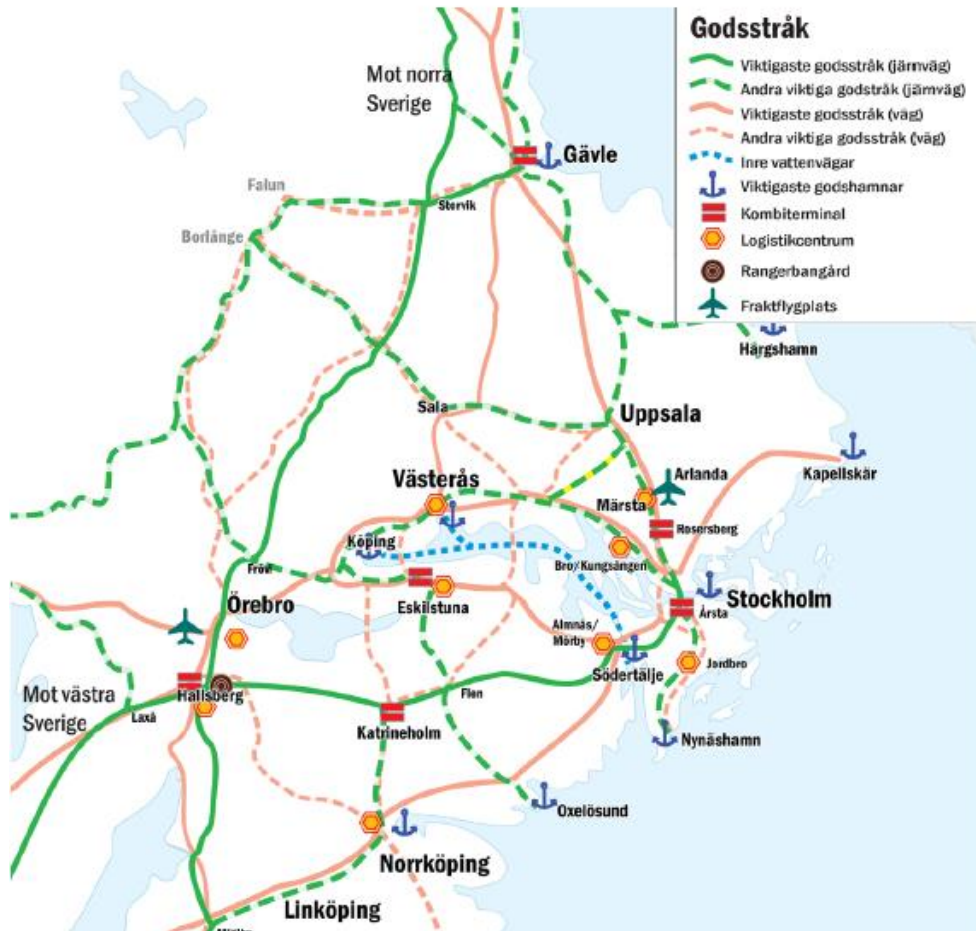 Godsstråk
Viktigaste godsstråk (järnväg)
Andra viktiga godstråk (järnväg)
Viktigaste godsstråk (väg)
Andra viktiga godsstråk (väg)
Inre vattenvägar
Viktigaste godshamnar
Kombiterminal
Logistikcentrum
Rangerbangård
Fraktflygplats
Mot norra
Sverige
Gävle
Falun
Storvik
Borlänge
Hargshamn
Sala
Uppsala
Västerås
Arlanda
Kapellskär
Märsta
Rosersberg
Köping
Bro/Kungsängen
Frövi
Örebro
Eskilstuna
Stockholm
Årsta
Almnäs/
Mörby
Jordbro
Södertälje
Mot västra
Sverige
Hallsberg
Flen
Laxå
Katrineholm
Nynäshamn
Oxelösund
Norrköping
Linköping